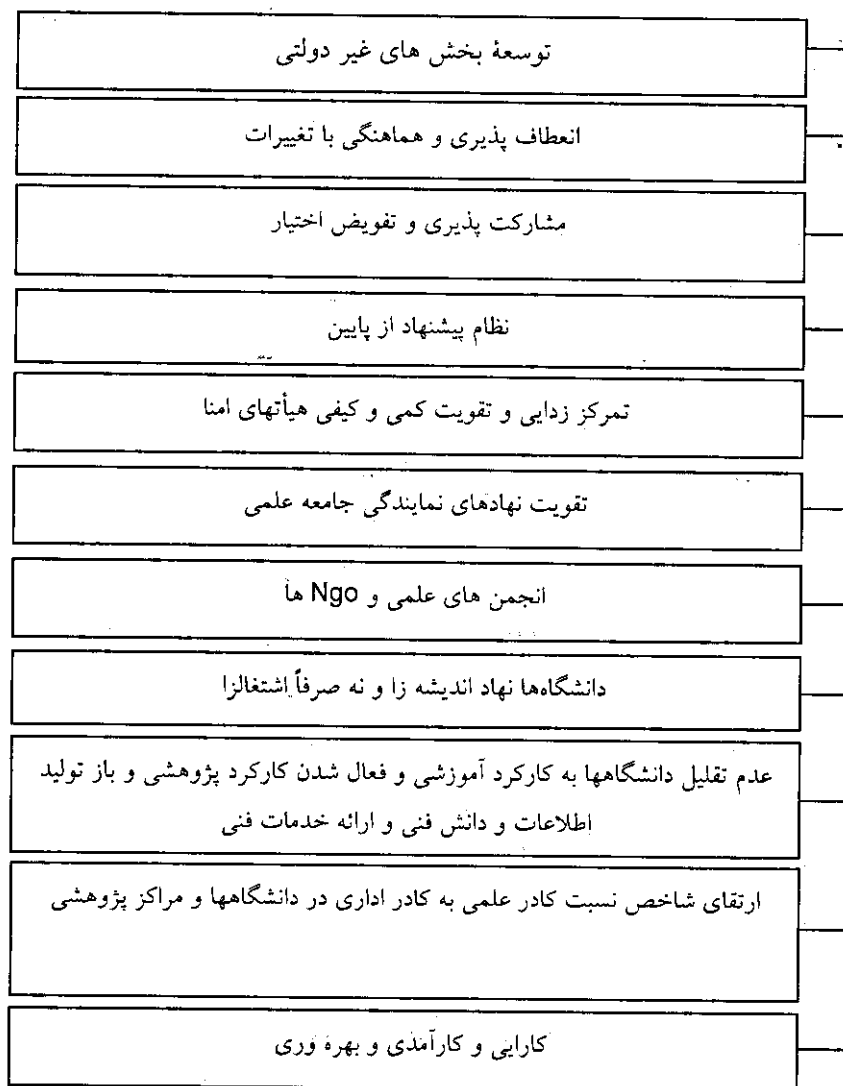 توسعۀ بخش های غیر دولتی
انعطاف پذیری و هماهنگی با تغییرات
مشارکت پذیری و تفویض اختیار
نظام پیشنهاد از پایین
تمرکز زدایی و تقویت کمی و کیفی هیأتهای امنا
تقویت نهادهای نمایندگی جامعه علمی
انجمن های علمی و Ngo ها
دانشگاه‌ها نهاد اندیشه زا و نه صرفاً اشتغالزا
عدم تقلیل دانشگاهها به کارکرد آموزشی و فعال شدن کارکرد پژوهشی و باز تولید
اطلاعات و دانش فنی و ارائه خدمات فنی
ارتقای شاخص نسبت کادر علمی به کادر اداری در دانشگاهها و مراکز پژوهشی
کارایی و کارآمدی و بهره وری